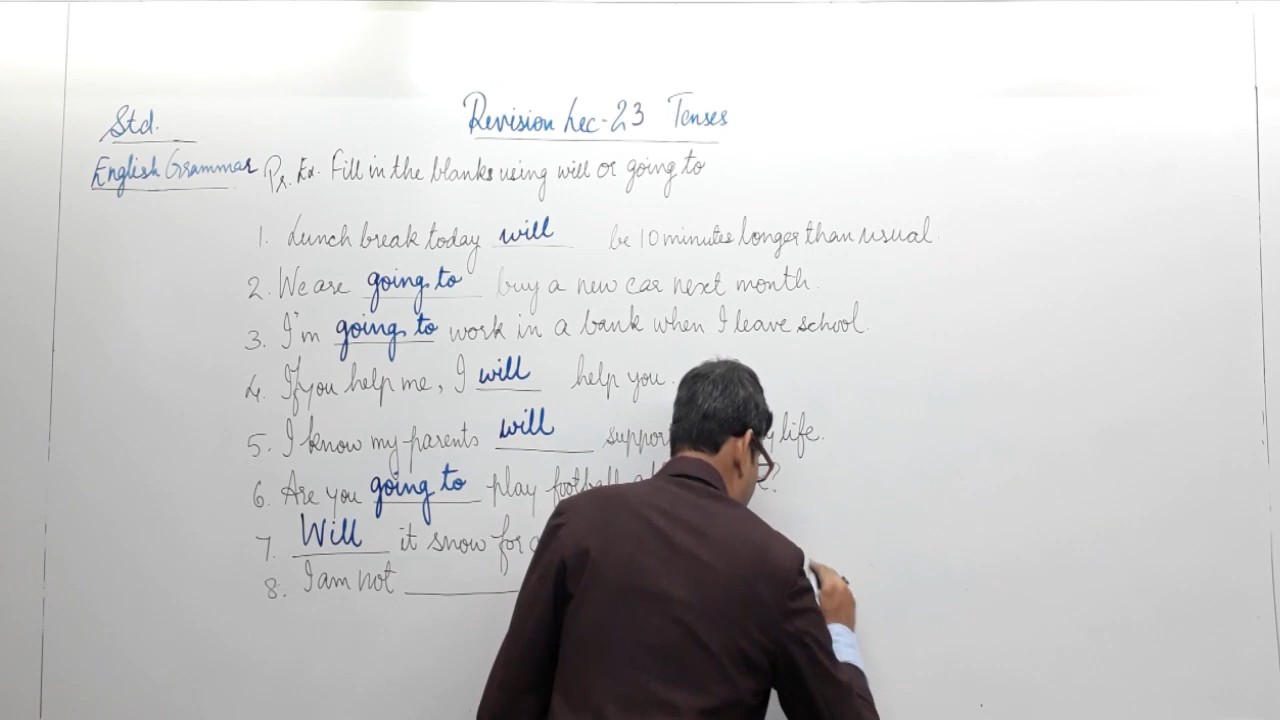 Std.
Revision Lec-23 Tenses
English Grammar
Pr. Ex. Fill in the blanks using will or going to
1. Lunch break today will be 10 minutes longer than usual.
2. We are going to buy a new car next month.
3. I'm going to work in a bank when I leave school.
4. If you help me, I will help you.
5. I know my parents will life.
6. Are you going to play football
7. Will it snow for
8. I am not